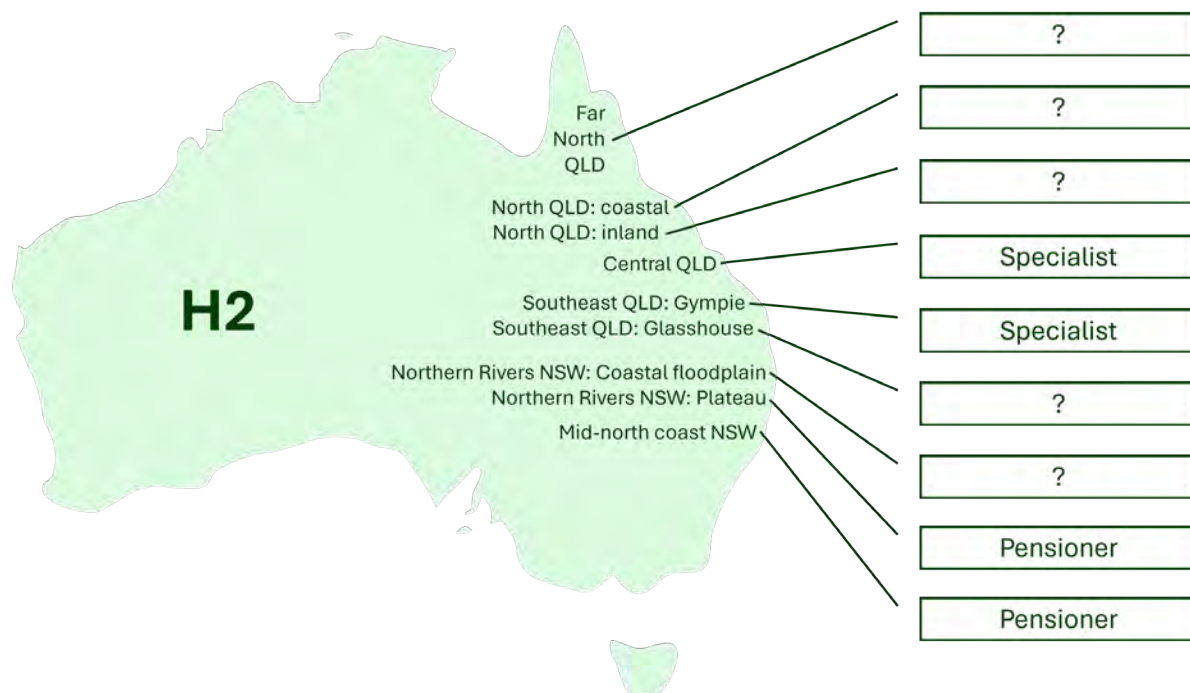 ?
?
?
Specialist
Specialist
?
?
Pensioner
Pensioner
Far
North
QLD
North QLD: coastal
North QLD: inland
Central QLD
Southeast QLD: Gympie
Southeast QLD: Glasshouse
Northern Rivers NSW: Coastal floodplain
Northern Rivers NSW: Plateau
Mid-north coast NSW
H2